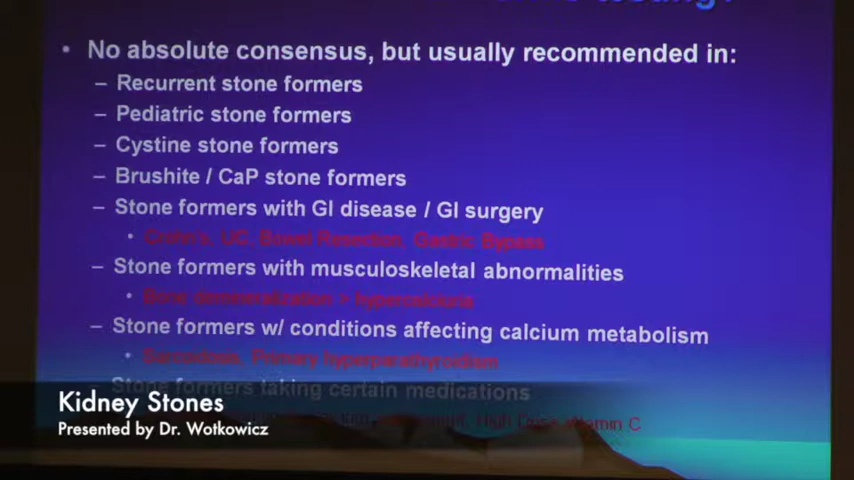 • No absolute consensus, but usually recommended in:
– Recurrent stone formers
– Pediatric stone formers
– Cystine stone formers
– Brushite / CaP stone formers
– Stone formers with GI disease / GI surgery
• Crohn's, UC, Bowel Resection, Gastric Bypass
– Stone formers with musculoskeletal abnormalities
• Bone demineralization = hypercalciuria
– Stone formers w/ conditions affecting calcium metabolism
• Sarcoidosis, Primary hyperparathyroidism
– Stone formers taking certain medications
High Dose Vitamin C
Kidney Stones
Presented by Dr. Wotkowicz